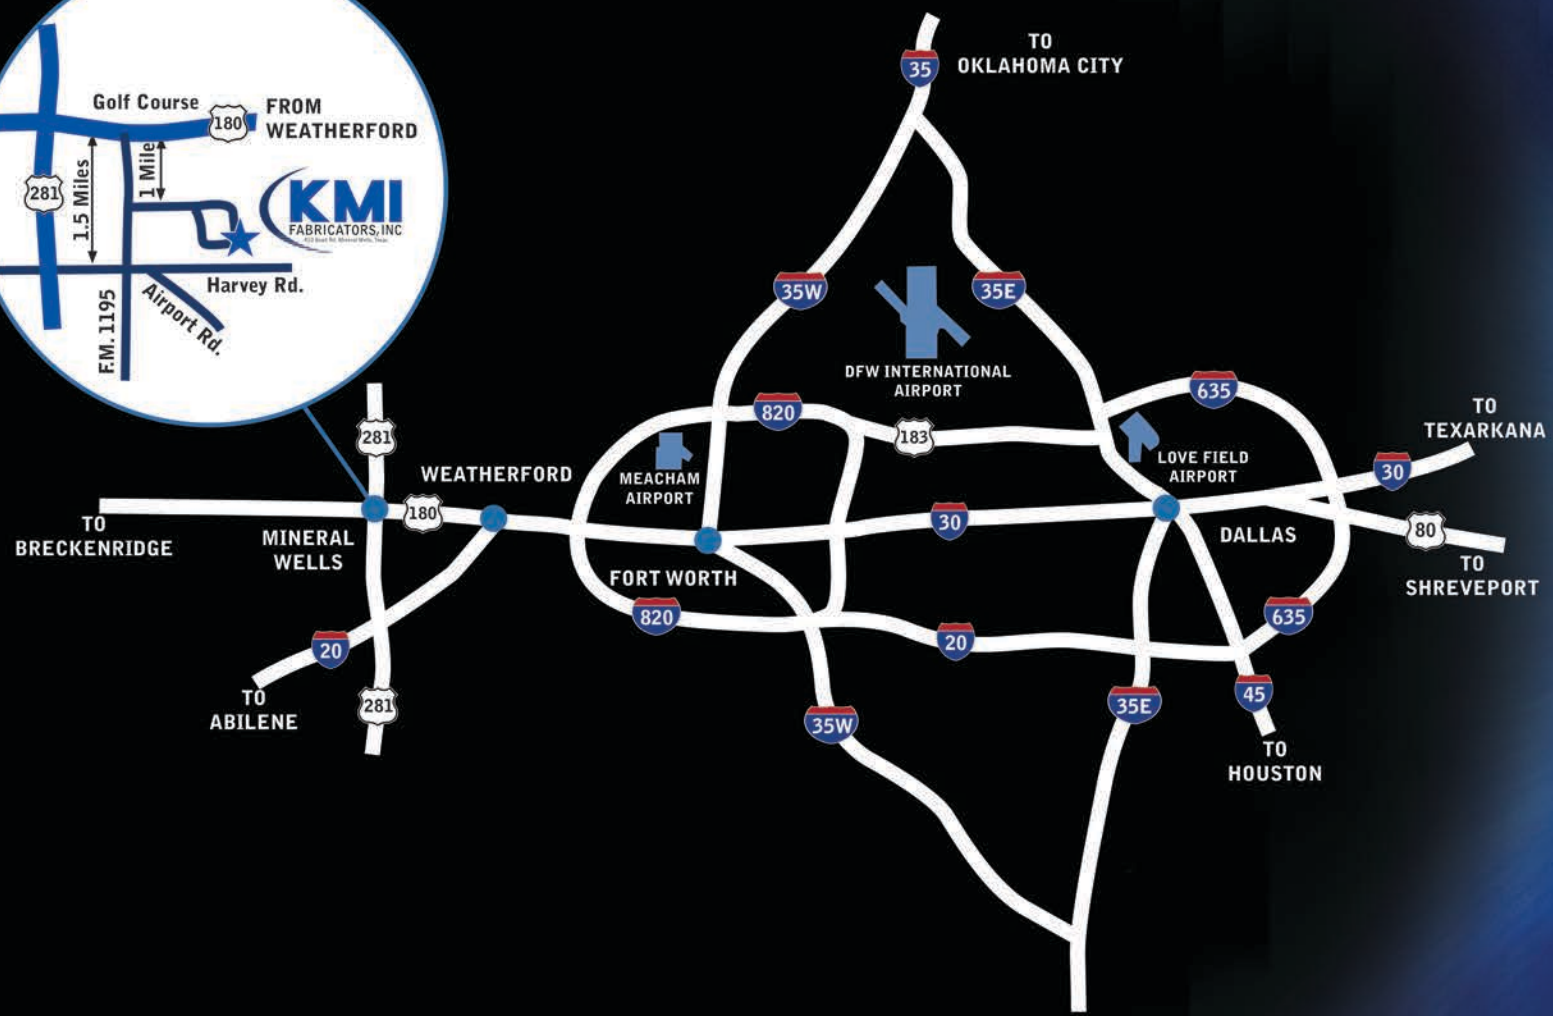 Golf Course
180
FROM
WEATHERFORD
281
1.5 Miles
1 Mile
KMI
FABRICATORS, INC
Harvey Rd.
Airport Rd.
F.M. 1195
35
TO
OKLAHOMA CITY
35W
35E
DFW INTERNATIONAL
AIRPORT
820
183
635
MEACHAM
AIRPORT
LOVE FIELD
AIRPORT
TO
TEXARKANA
30
281
WEATHERFORD
180
TO
BRECKENRIDGE
MINERAL
WELLS
FORT WORTH
30
DALLAS
80
TO
SHREVEPORT
820
20
635
20
TO
ABILENE
281
35W
35E
45
TO
HOUSTON